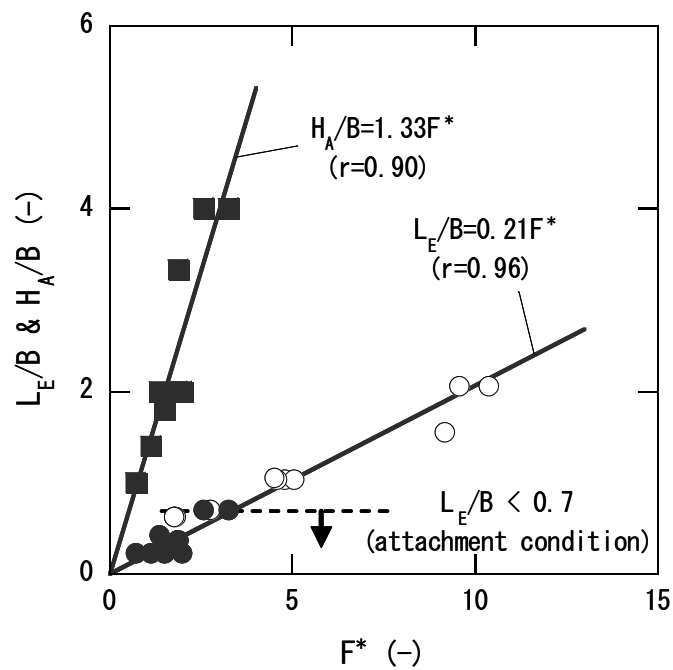 6
H_A/B=1.33F*
(r=0.90)
4
L_E/B=0.21F*
(r=0.96)
L_E/B & H_A/B (-)
2
L_E/B < 0.7
(attachment condition)
0
0 5 10 15
F* (-)